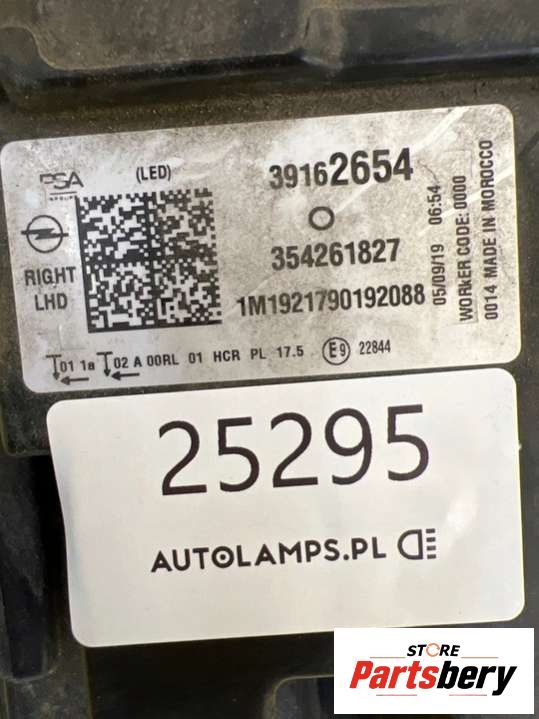 PSA
GROUPE
(LED)
39162654
RIGHT
LHD
354261827
1M1921790192088
05/09/19 06:54
WORKER CODE: 0000
0014 MADE IN MOROCCO
01 1a 02 A 00RL 01 HCR PL 17.5 E9 22844
25295
AUTOLAMPS.PL
STORE
Partsbery